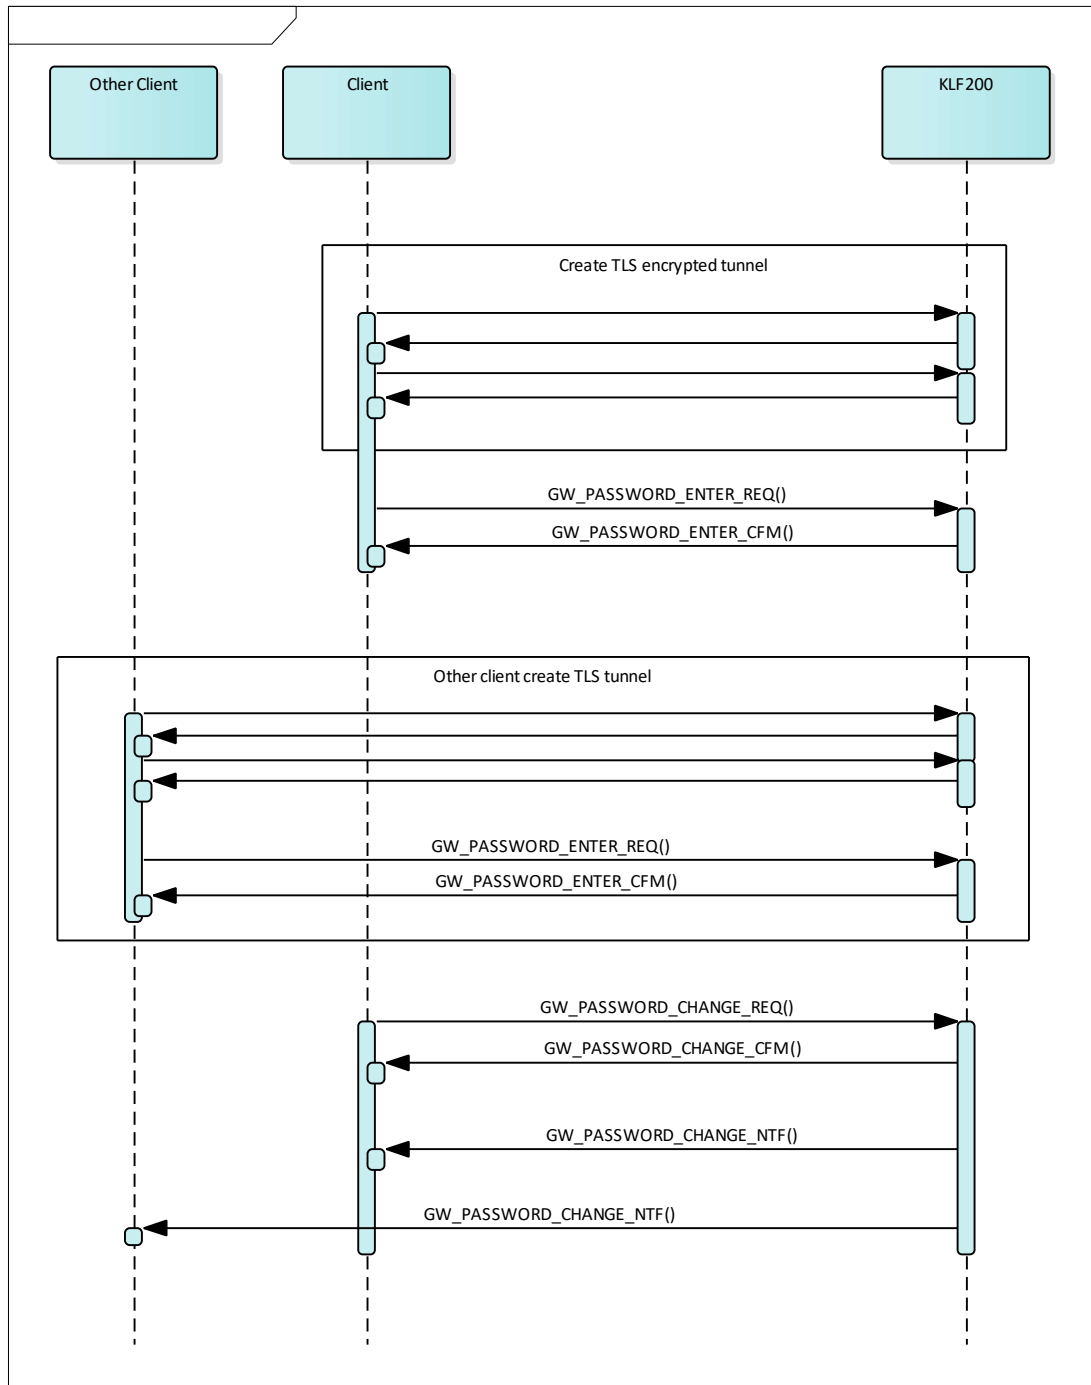 Other Client
Client
KLF200
Create TLS encrypted tunnel
GW_PASSWORD_ENTER_REQ()
GW_PASSWORD_ENTER_CFM()
Other client create TLS tunnel
GW_PASSWORD_ENTER_REQ()
GW_PASSWORD_ENTER_CFM()
GW_PASSWORD_CHANGE_REQ()
GW_PASSWORD_CHANGE_CFM()
GW_PASSWORD_CHANGE_NTF()
GW_PASSWORD_CHANGE_NTF()